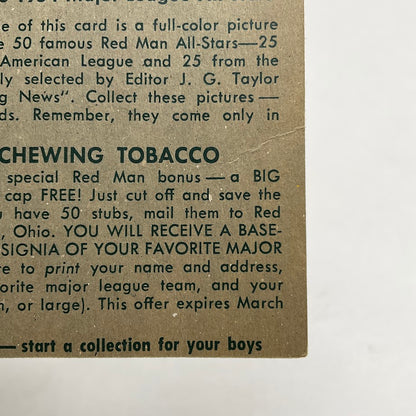 e of this card is a full-color picture
e 50 famous Red Man All-Stars—25
American League and 25 from the
ly selected by Editor J. G. Taylor
g News". Collect these pictures —
ds. Remember, they come only in
CHEWING TOBACCO
special Red Man bonus — a BIG
cap FREE! Just cut off and save the
u have 50 stubs, mail them to Red
, Ohio. YOU WILL RECEIVE A BASE-
SIGNIA OF YOUR FAVORITE MAJOR
re to print your name and address,
orite major league team, and your
n, or large). This offer expires March
— start a collection for your boys